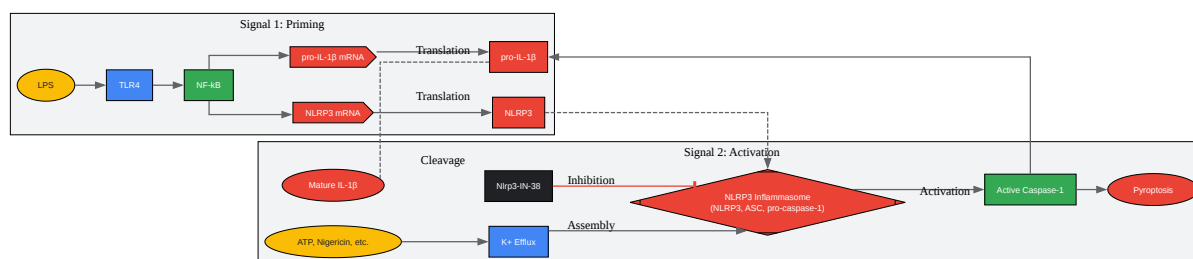 Signal 1: Priming
pro-IL-1β mRNA
Translation
pro-IL-1β
LPS
TLR4
NF-kB
NLRP3 mRNA
Translation
NLRP3
Signal 2: Activation
Cleavage
Mature IL-1β
Nlrp3-IN-38
Inhibition
NLRP3 Inflammasome
(NLRP3, ASC, pro-caspase-1)
Activation
Active Caspase-1
Pyroptosis
ATP, Nigericin, etc.
K+ Efflux
Assembly